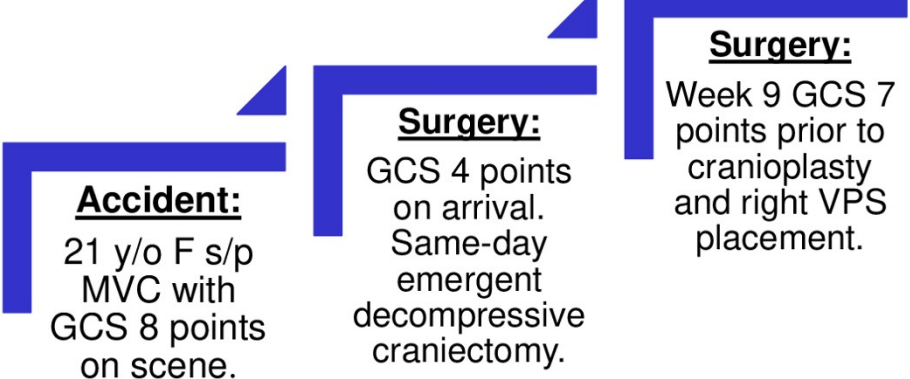 Accident:
21 y/o F s/p
MVC with
GCS 8 points
on scene.
Surgery:
GCS 4 points
on arrival.
Same-day
emergent
decompressive
craniectomy.
Surgery:
Week 9 GCS 7
points prior to
cranioplasty
and right VPS
placement.